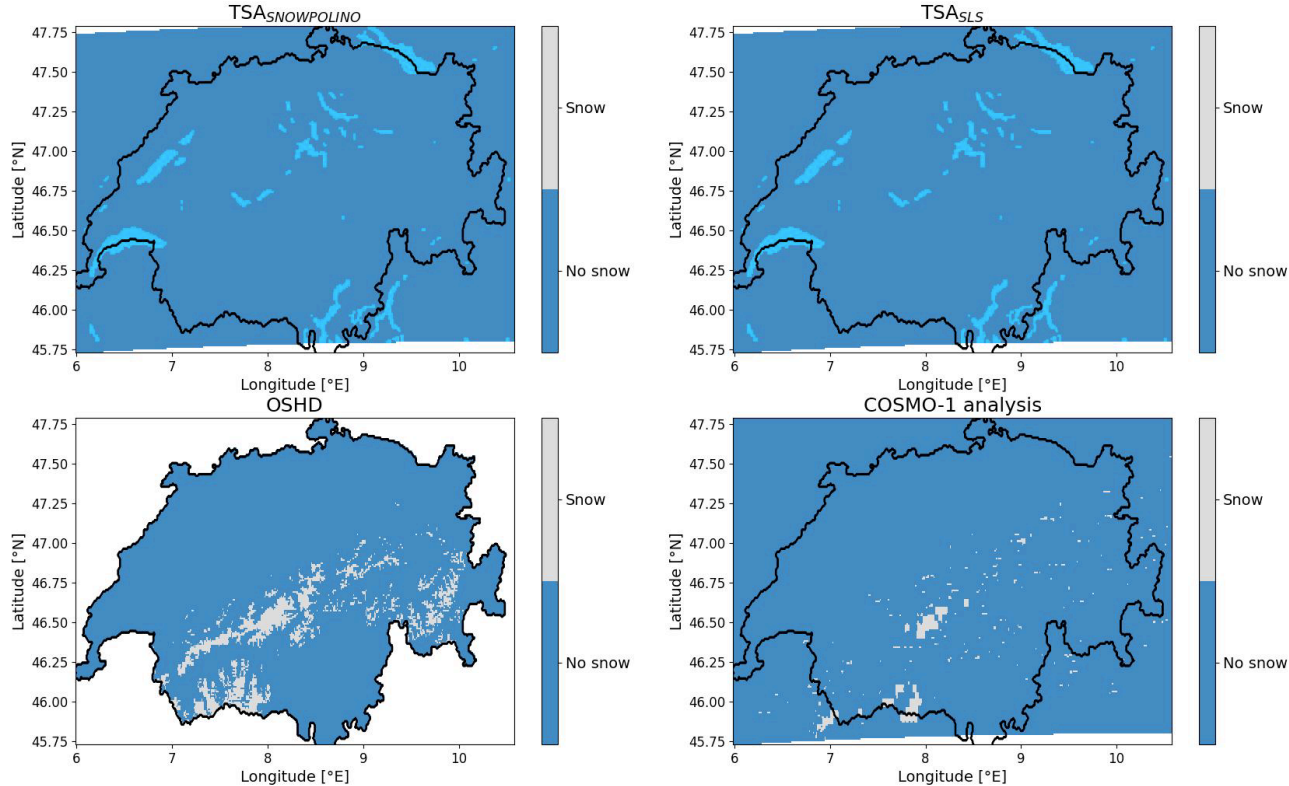 TSA_SNOWPOLINO
47.75
47.50
47.25
47.00
46.75
46.50
46.25
46.00
45.75
Latitude [°N]
6 7 8 9 10
Longitude [°E]
Snow
No snow
TSA_SLS
47.75
47.50
47.25
47.00
46.75
46.50
46.25
46.00
45.75
Latitude [°N]
6 7 8 9 10
Longitude [°E]
Snow
No snow
OSHD
47.75
47.50
47.25
47.00
46.75
46.50
46.25
46.00
45.75
Latitude [°N]
6 7 8 9 10
Longitude [°E]
Snow
No snow
COSMO-1 analysis
47.75
47.50
47.25
47.00
46.75
46.50
46.25
46.00
45.75
Latitude [°N]
6 7 8 9 10
Longitude [°E]
Snow
No snow